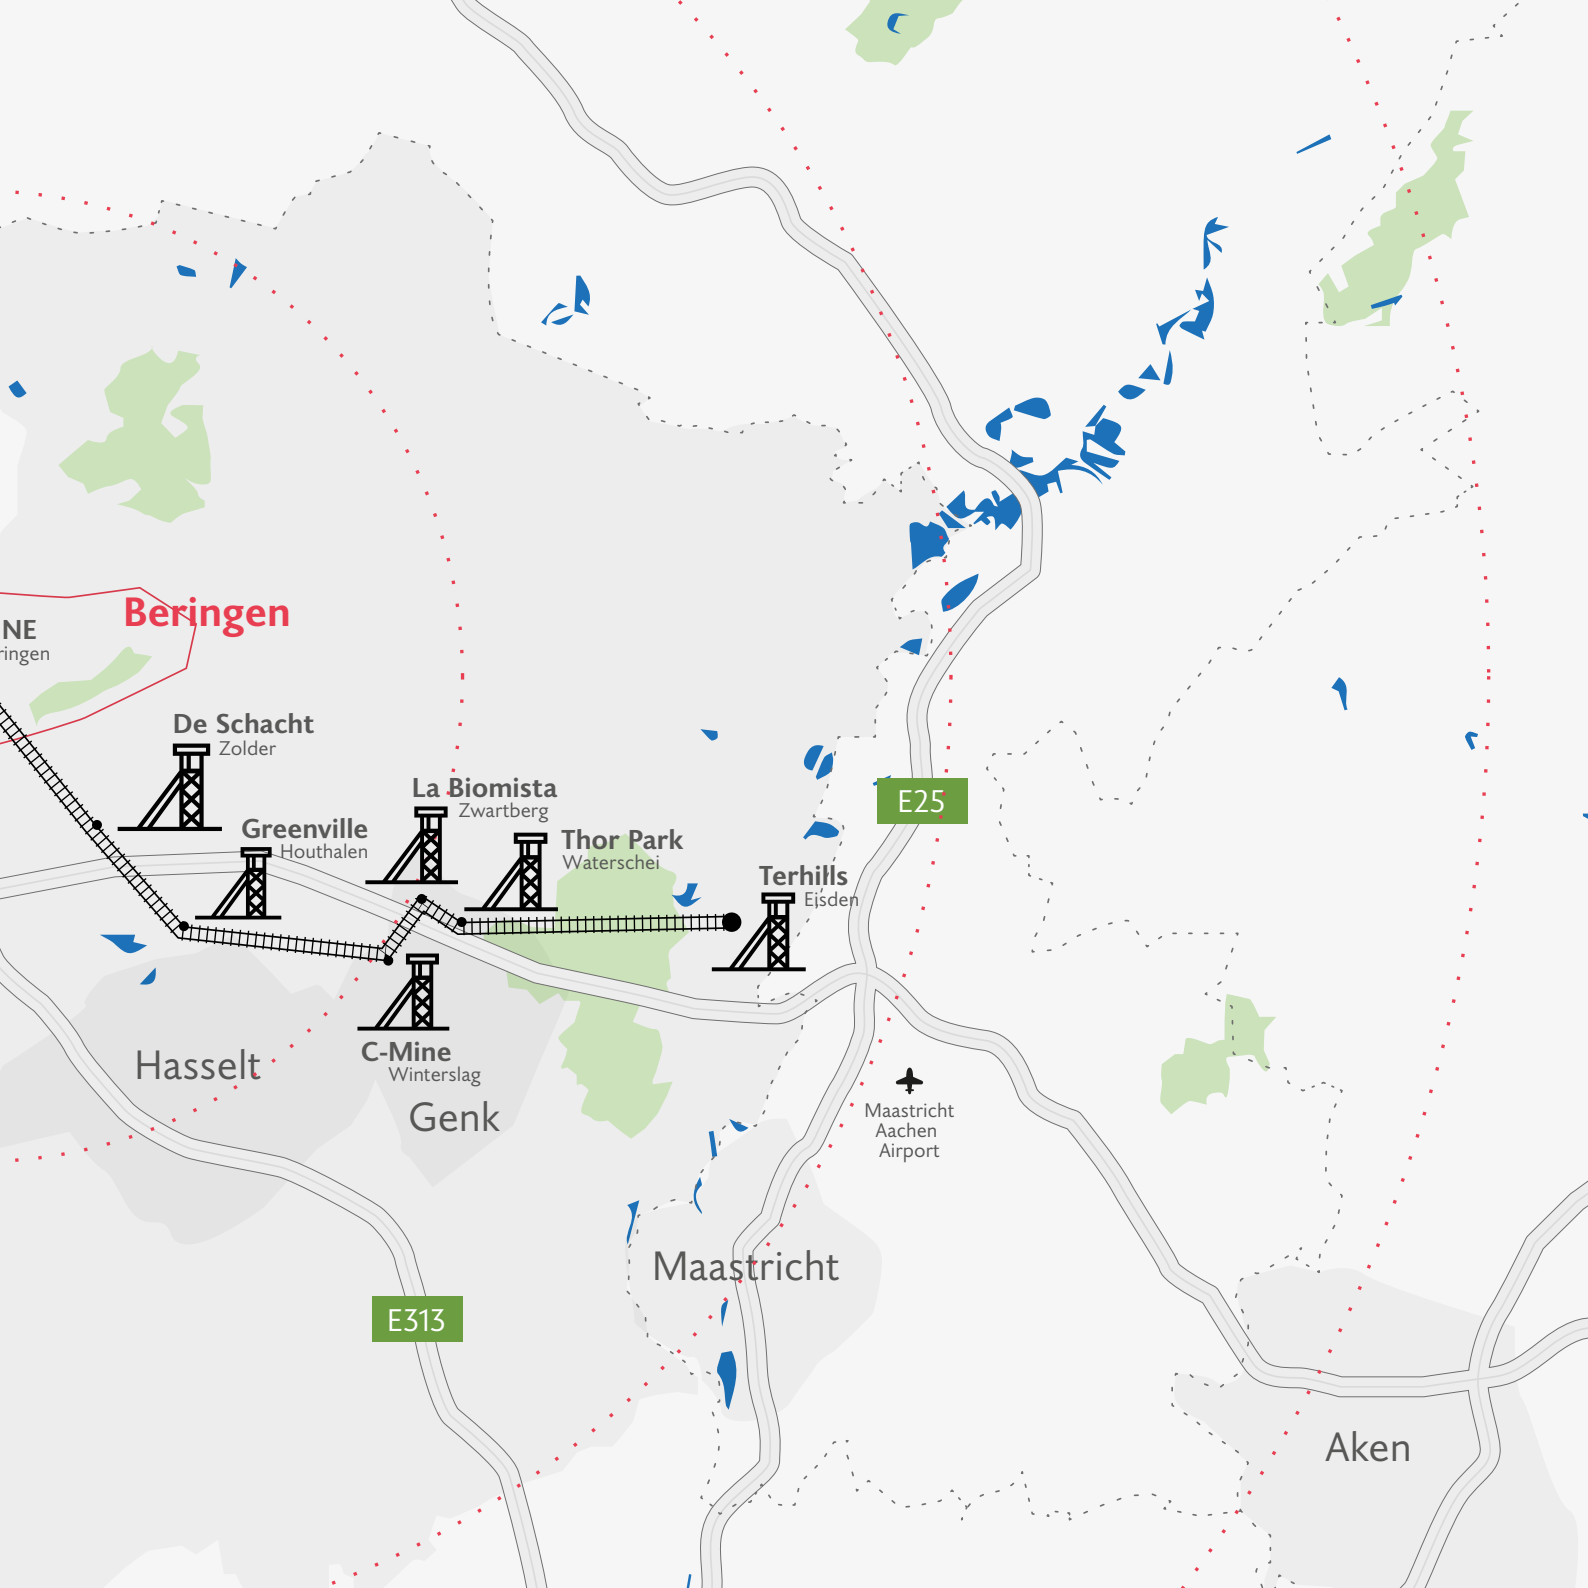 Beringen
NE
ringen
De Schacht
Zolder
La Biomista
Zwartberg
E25
Greenville
Houthalen
Thor Park
Waterschei
Terhills
Eisden
Hasselt
C-Mine
Winterslag
Genk
Maastricht
Aachen
Airport
Maastricht
E313
Aken